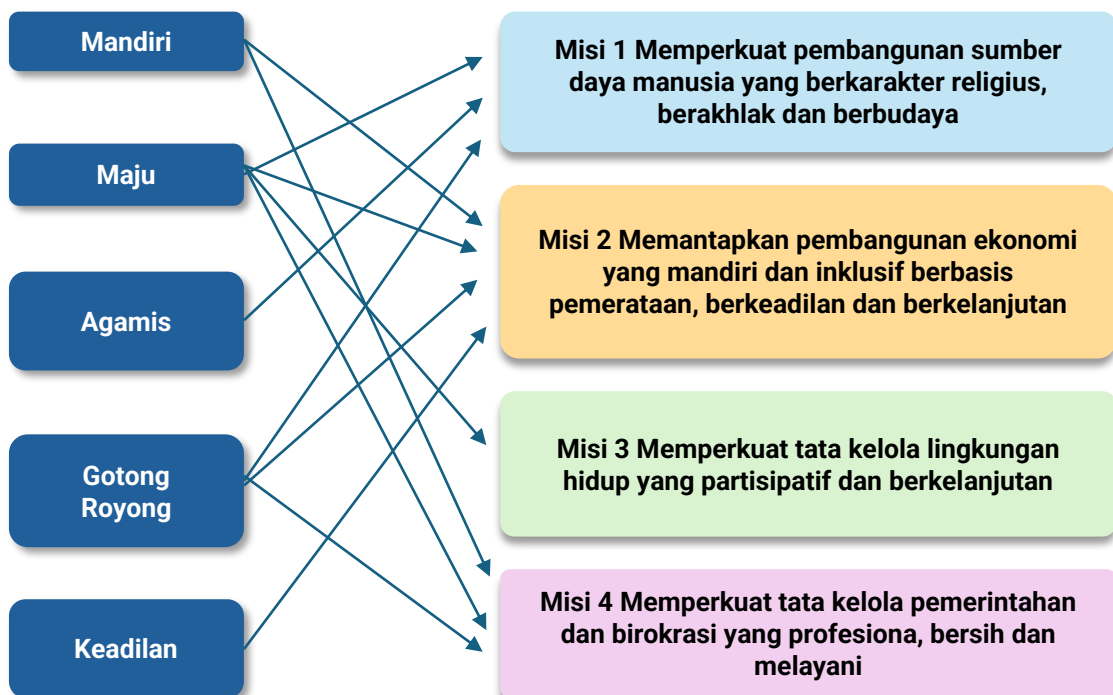 Mandiri
Maju
Agamis
Gotong
Royong
Keadilan
Misi 1 Memperkuat pembangunan sumber
daya manusia yang berkarakter religius,
berakhlak dan berbudaya
Misi 2 Memantapkan pembangunan ekonomi
yang mandiri dan inklusif berbasis
pemerataan, berkeadilan dan berkelanjutan
Misi 3 Memperkuat tata kelola lingkungan
hidup yang partisipatif dan berkelanjutan
Misi 4 Memperkuat tata kelola pemerintahan
dan birokrasi yang profesiona, bersih dan
melayani